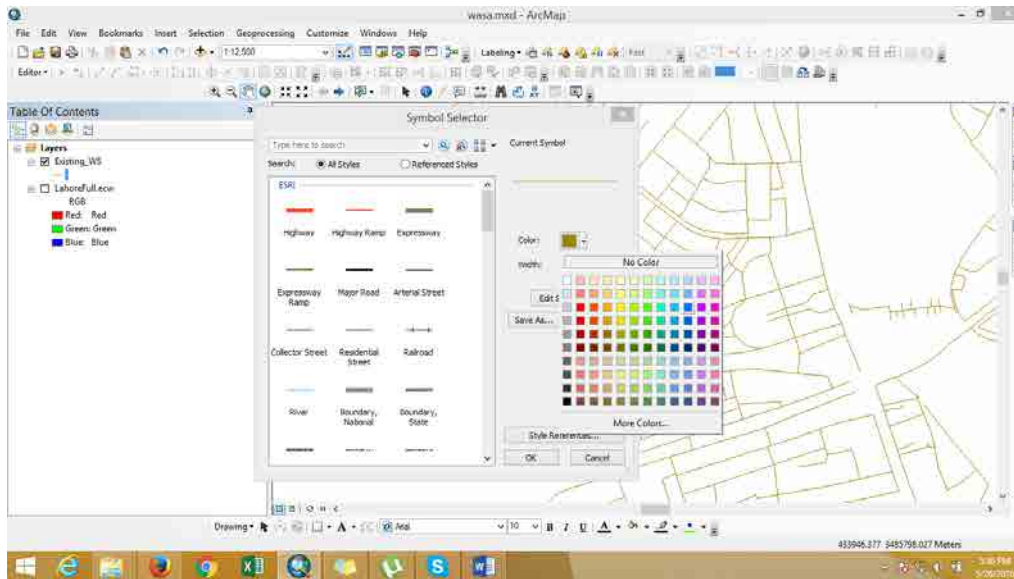 wasa.mxd - ArcMap
File Edit View Bookmarks Insert Selection Geoprocessing Customize Windows Help
1:12,500 Labeling Fast
Editor
Table Of Contents
Layers
Existing_WS
LahoreFull.ecw
RGB
Red: Red
Green: Green
Blue: Blue
Symbol Selector
Type here to search
Search: All Styles Referenced Styles
ESRI
Highway Highway Ramp Expressway
Expressway Ramp Major Road Arterial Street
Collector Street Residential Street Railroad
River Boundary, National Boundary, State
Current Symbol
Color:
Width:
No Color
More Colors...
Edit S
Save As...
Style References...
OK Cancel
Drawing A Arial 10 B I U A
433946.377 3485798.027 Meters
5/26/2016